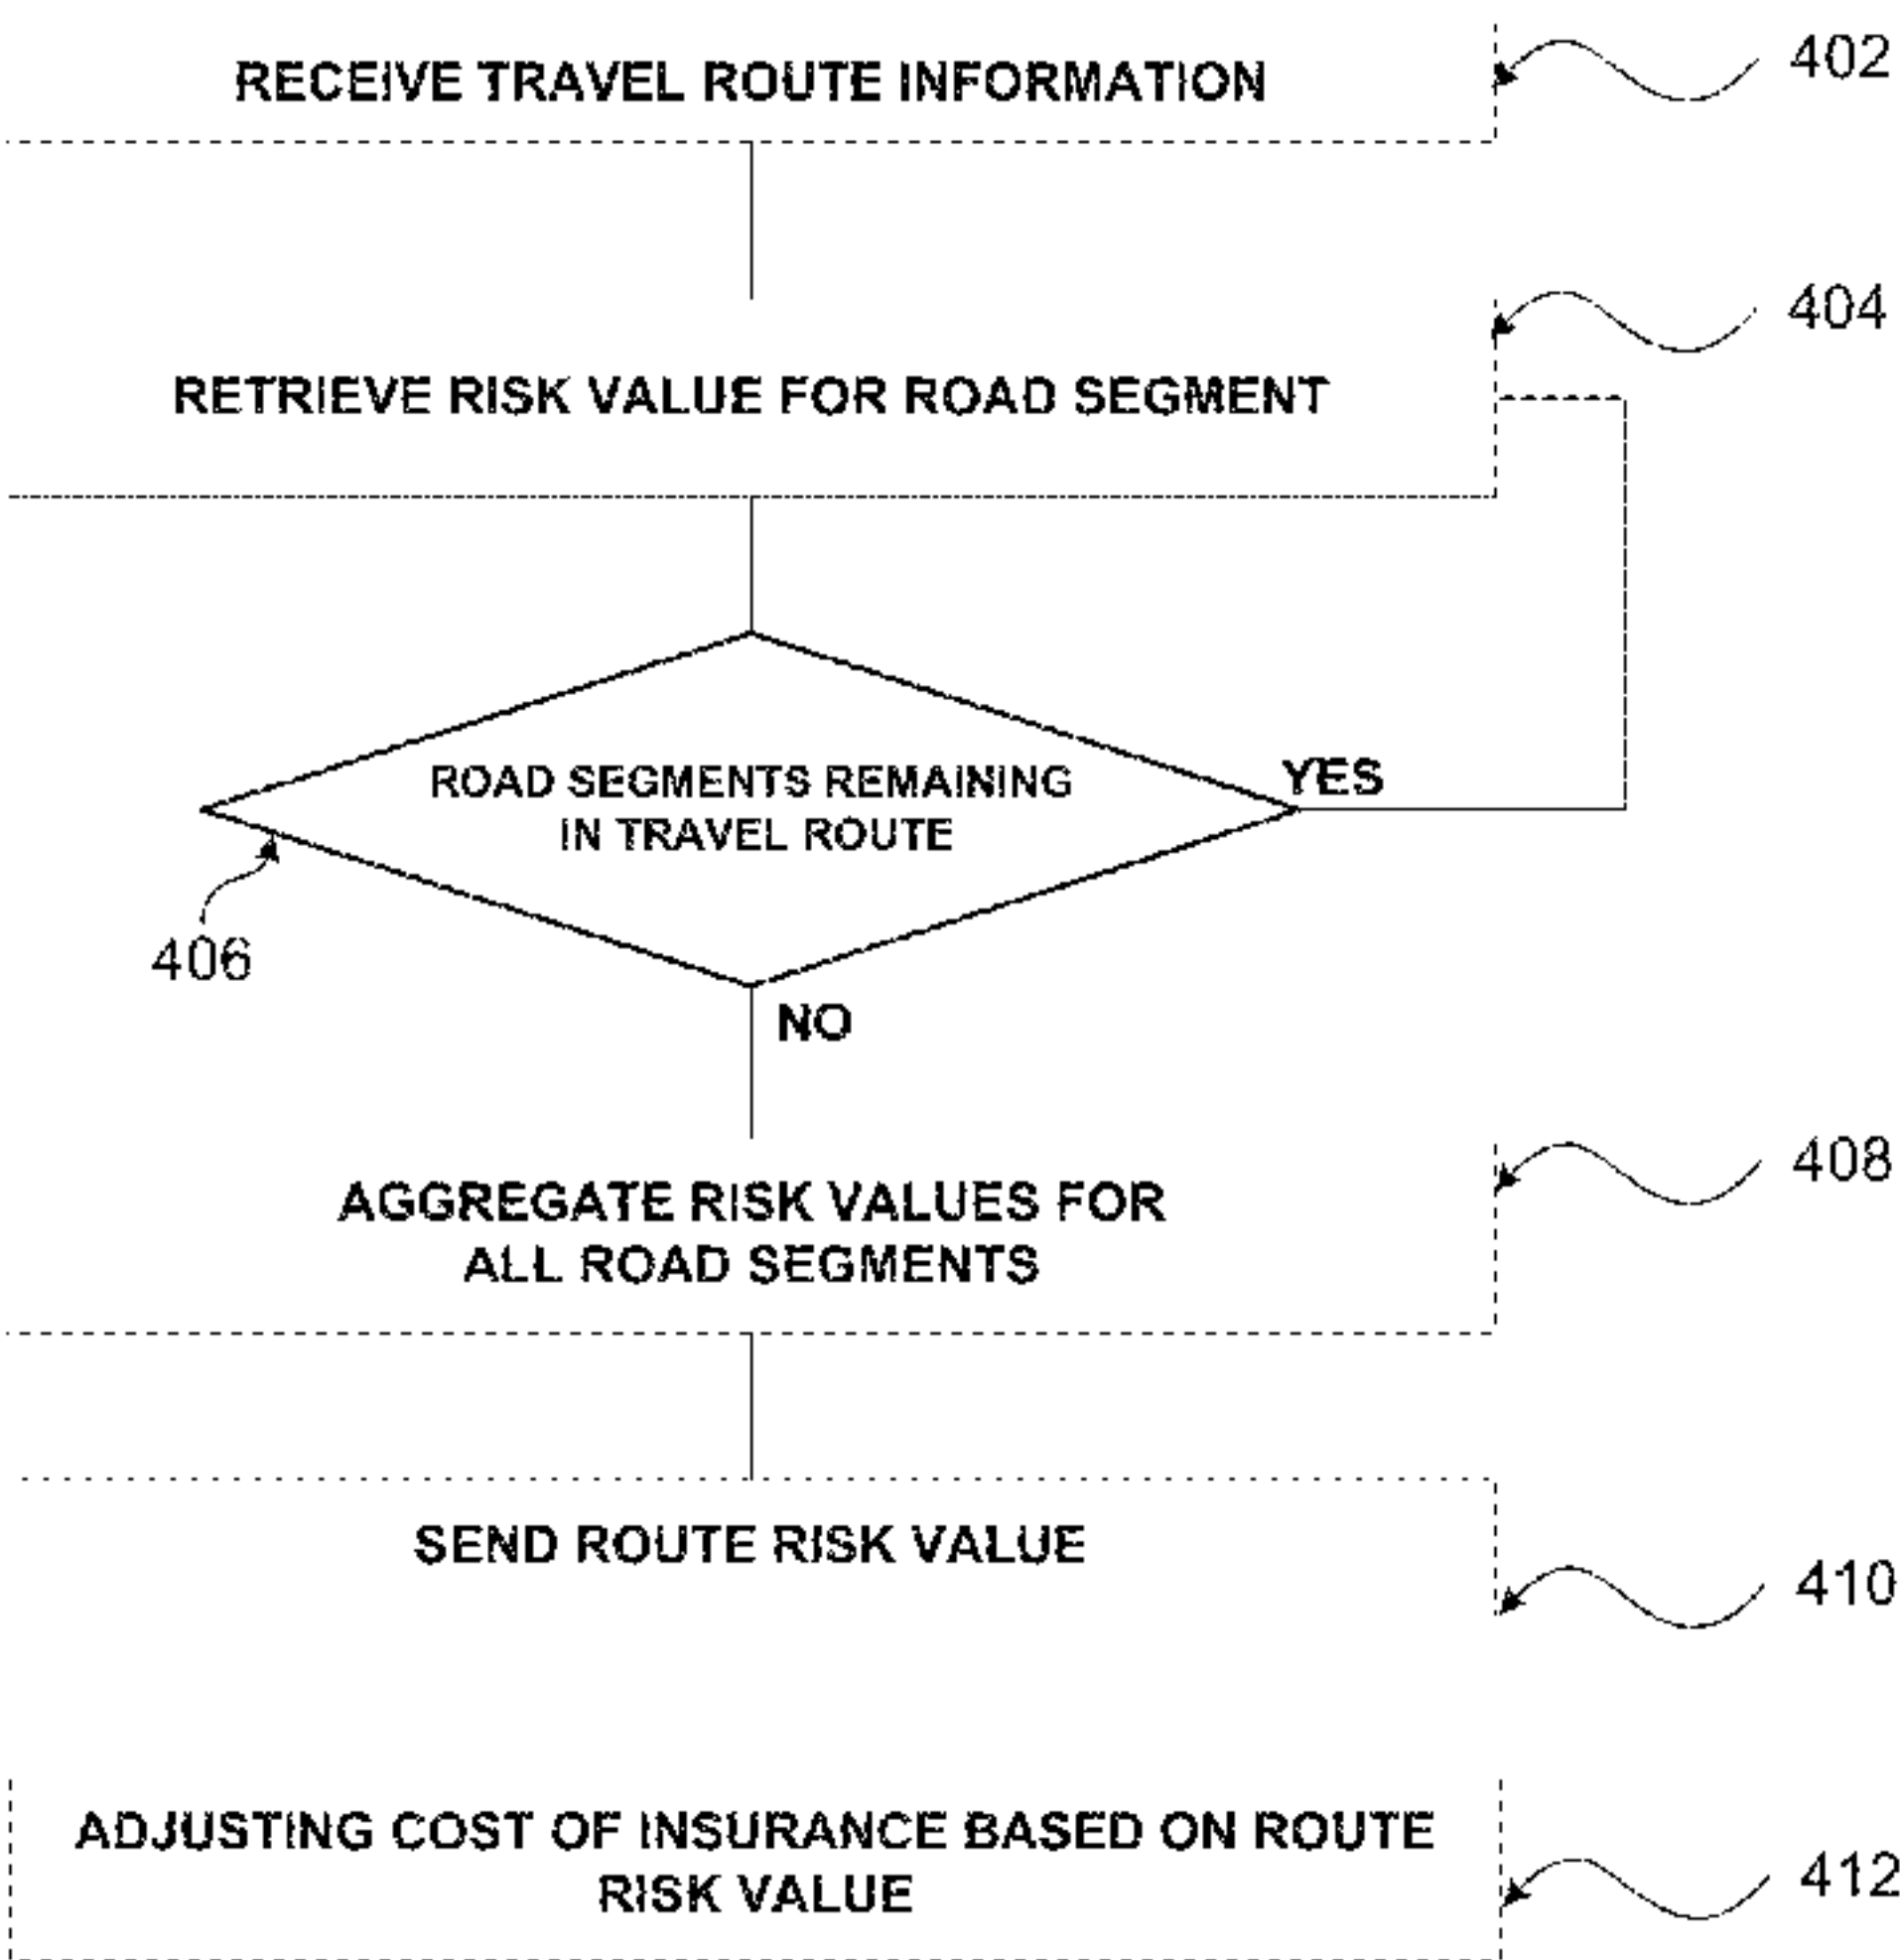 RECEIVE TRAVEL ROUTE INFORMATION
402
404
RETRIEVE RISK VALUE FOR ROAD SEGMENT
ROAD SEGMENTS REMAINING
IN TRAVEL ROUTE
YES
406
NO
408
AGGREGATE RISK VALUES FOR
ALL ROAD SEGMENTS
SEND ROUTE RISK VALUE
410
ADJUSTING COST OF INSURANCE BASED ON ROUTE
RISK VALUE
412